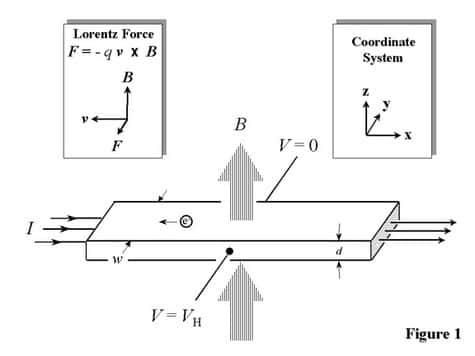 Lorentz Force
F = - q v x B
B
v
F
Coordinate
System
z
y
x
B
V = 0
I
e
w
d
V = V_H
Figure 1